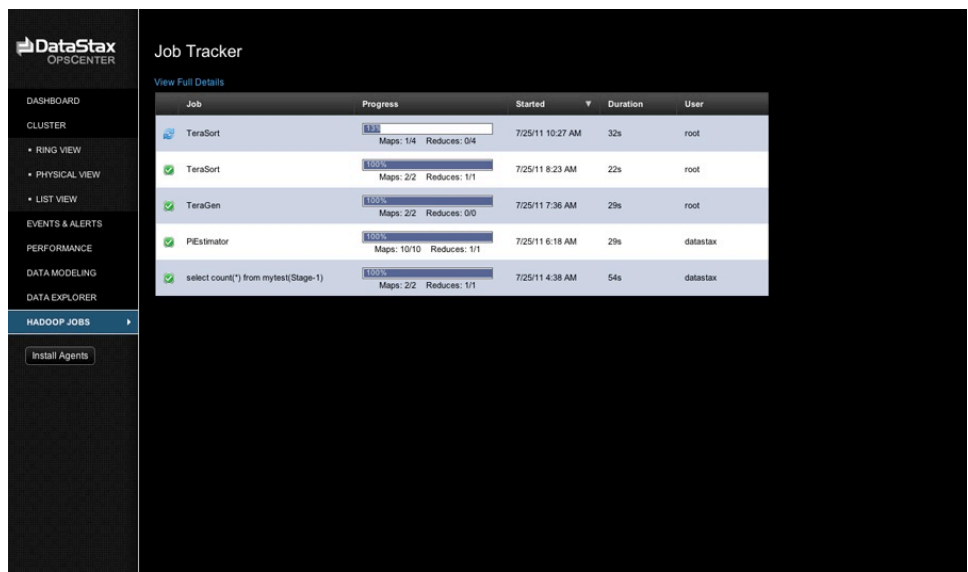 DataStax
OPSCENTER
DASHBOARD
CLUSTER
• RING VIEW
• PHYSICAL VIEW
• LIST VIEW
EVENTS & ALERTS
PERFORMANCE
DATA MODELING
DATA EXPLORER
HADOOP JOBS
Install Agents
Job Tracker
View Full Details
Job Progress Started ▼ Duration User
TeraSort 13% 7/25/11 10:27 AM 32s root
Maps: 1/4 Reduces: 0/4
TeraSort 100% 7/25/11 8:23 AM 22s root
Maps: 2/2 Reduces: 1/1
TeraGen 100% 7/25/11 7:36 AM 29s root
Maps: 2/2 Reduces: 0/0
PiEstimator 100% 7/25/11 6:18 AM 29s datastax
Maps: 10/10 Reduces: 1/1
select count(*) from mytest(Stage-1) 100% 7/25/11 4:38 AM 54s datastax
Maps: 2/2 Reduces: 1/1